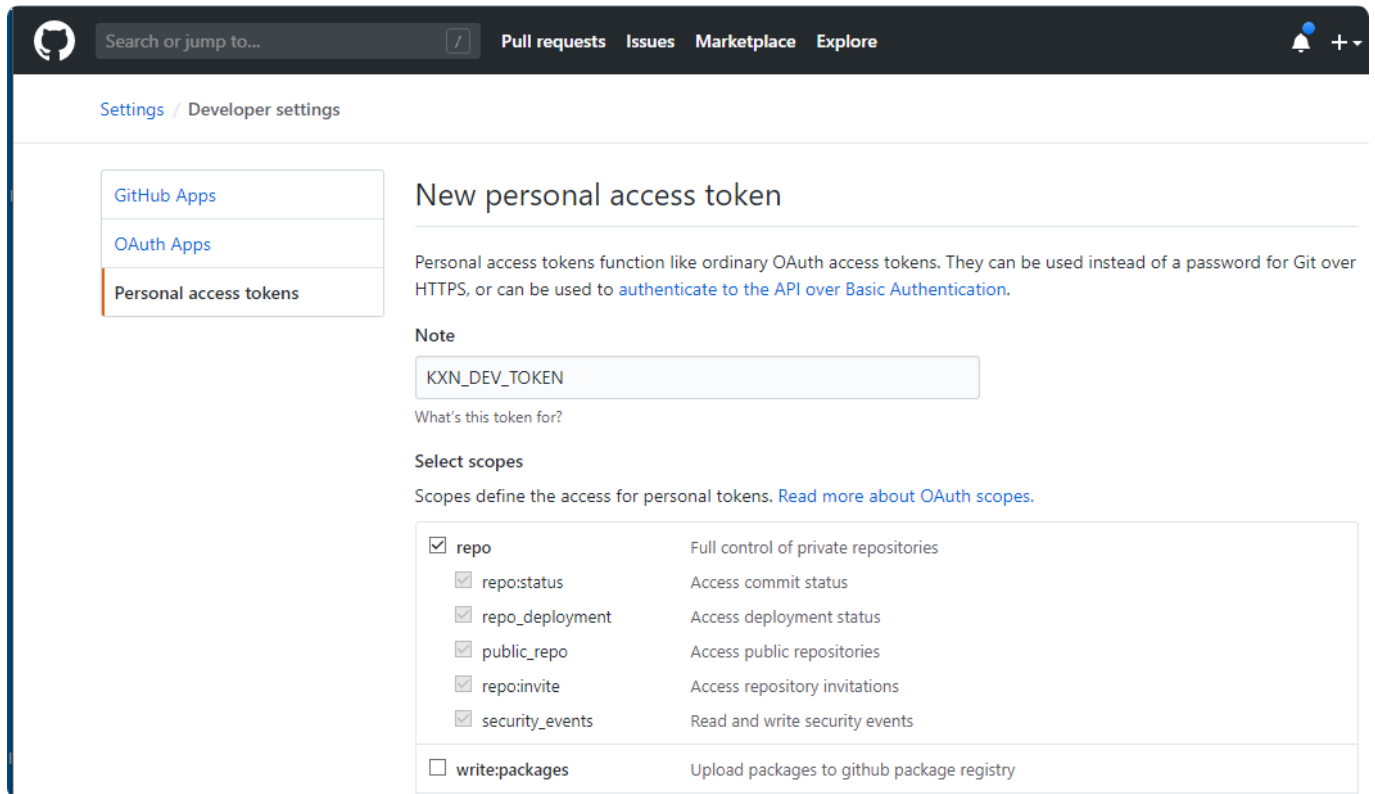 Search or jump to... /
Pull requests Issues Marketplace Explore
Settings / Developer settings
GitHub Apps
OAuth Apps
Personal access tokens
New personal access token
Personal access tokens function like ordinary OAuth access tokens. They can be used instead of a password for Git over
HTTPS, or can be used to authenticate to the API over Basic Authentication.
Note
KXN_DEV_TOKEN
What's this token for?
Select scopes
Scopes define the access for personal tokens. Read more about OAuth scopes.
repo Full control of private repositories
repo:status Access commit status
repo_deployment Access deployment status
public_repo Access public repositories
repo:invite Access repository invitations
security_events Read and write security events
write:packages Upload packages to github package registry